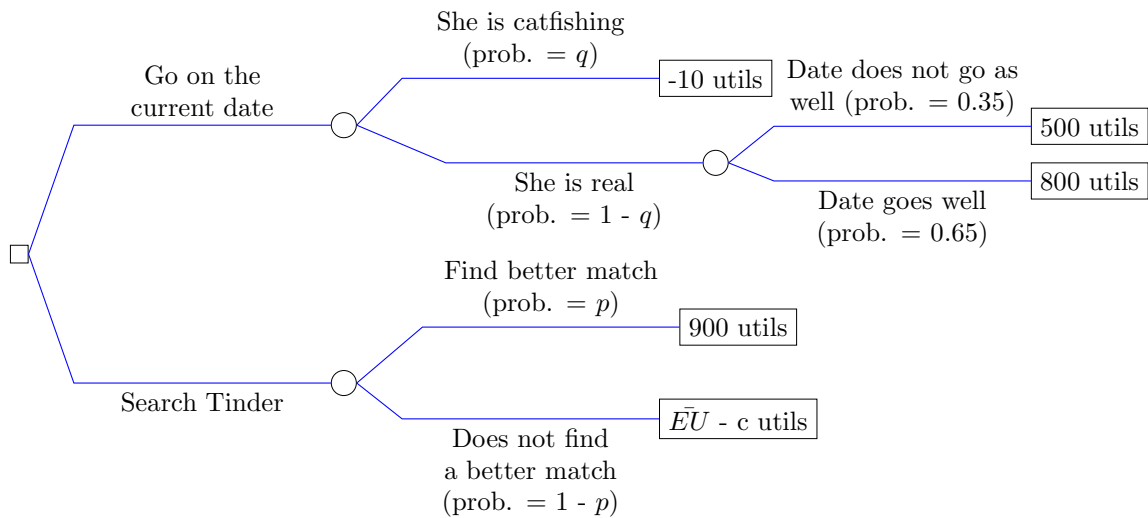 She is catfishing
(prob. = q)
-10 utils
Go on the
current date
Date does not go as
well (prob. = 0.35)
500 utils
She is real
(prob. = 1 - q)
800 utils
Date goes well
(prob. = 0.65)
Find better match
(prob. = p)
900 utils
Search Tinder
ĒU - c utils
Does not find
a better match
(prob. = 1 - p)